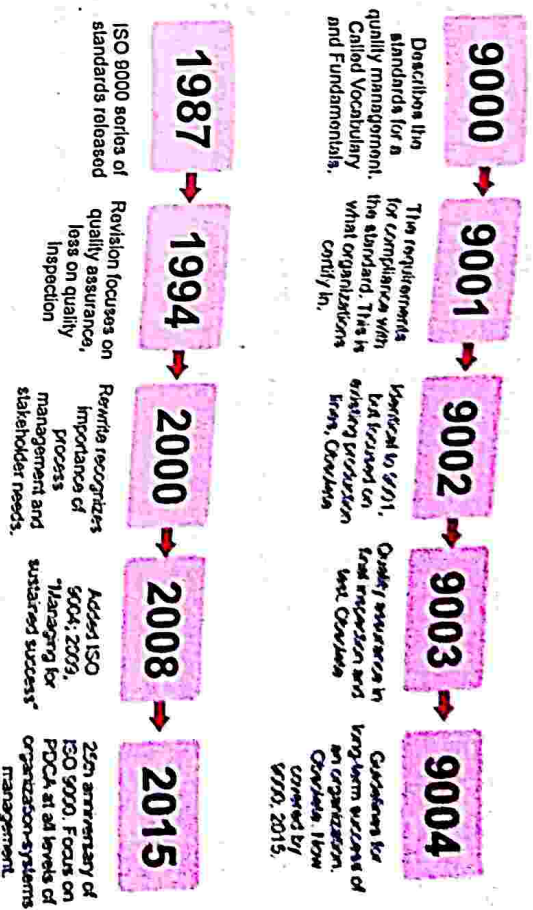 9000
Describes the
standards for a
quality management.
Called Vocabulary
and Fundamentals.
9001
The requirements
for compliance with
the standard. This is
what organizations
certify in.
9002
Identical to 9001,
but focused on
existing production
lines, Obsolete
9003
Quality assurance in
final inspection and
test. Obsolete
9004
Guidelines for
long-term success of
an organization.
Obsolete. Now
covered by
9000, 2015.
1987
ISO 9000 series of
standards released
1994
Revision focuses on
quality assurance,
less on quality
Inspection
2000
Rewrite recognizes
importance of
process
management and
stakeholder needs.
2008
Added ISO
9004; 2009,
"Managing for
sustained success"
2015
25th anniversary of
ISO 9000. Focus on
PDCA at all levels of
organization-systems
management.